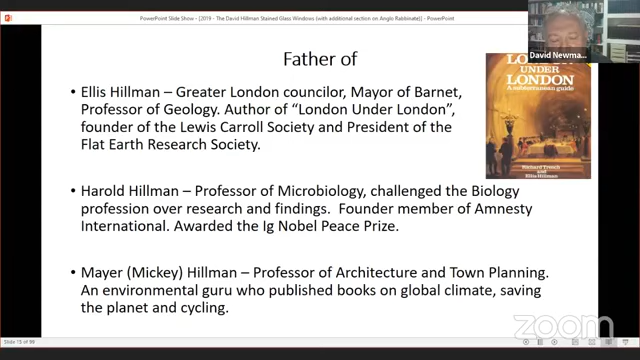 PowerPoint Slide Show - [2019 - The David Hillman Stained Glass Windows (with additional section on Anglo Rabbinate)] - PowerPoint
David Newma...
Father of
• Ellis Hillman – Greater London councilor, Mayor of Barnet,
Professor of Geology. Author of "London Under London",
founder of the Lewis Carroll Society and President of the
Flat Earth Research Society.
LONDON
UNDER
LONDON
A subterranean guide
Richard Trench
and
Ellis Hillman
• Harold Hillman – Professor of Microbiology, challenged the Biology
profession over research and findings. Founder member of Amnesty
International. Awarded the Ig Nobel Peace Prize.
• Mayer (Mickey) Hillman – Professor of Architecture and Town Planning.
An environmental guru who published books on global climate, saving
the planet and cycling.
zoom
Slide 13 of 99